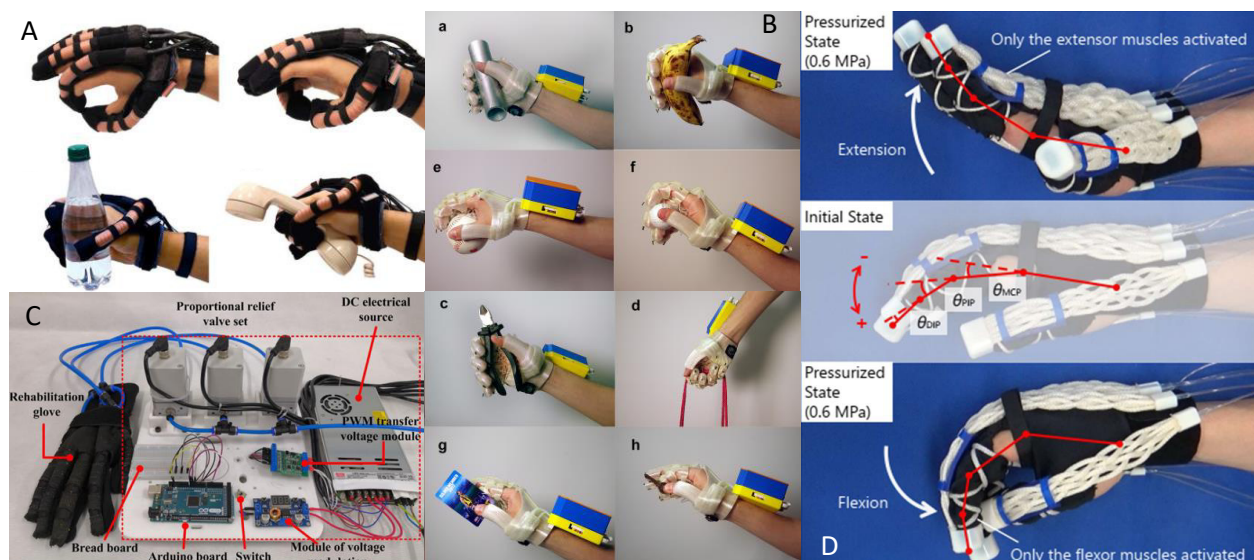 A
a
b
B
e
f
c
d
g
h
C
Proportional relief
valve set
DC electrical
source
Rehabilitation
glove
PWM transfer
voltage module
Bread board
Arduino board
Switch
Module of voltage
Pressurized
State
(0.6 MPa)
Only the extensor muscles activated
Extension
Initial State
-
+
θDIP
θPIP
θMCP
Pressurized
State
(0.6 MPa)
Flexion
Only the flexor muscles activated
D